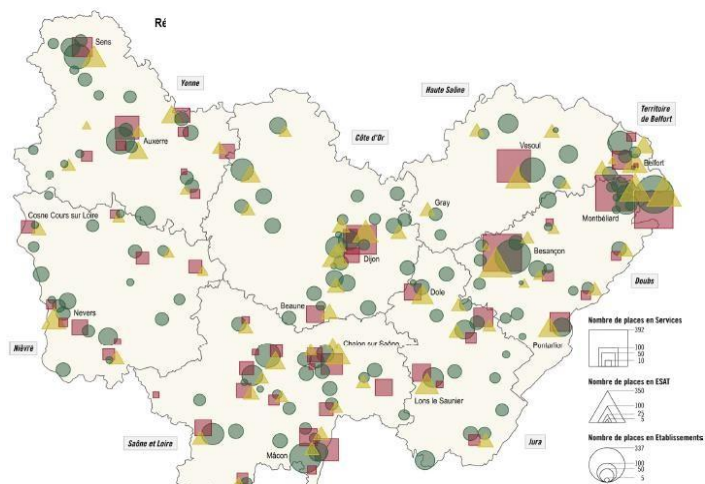 Ré
Sens
Yonne
Haute Saône
Territoire
de Belfort
Côte d'Or
Auxerre
Vesoul
Belfort
Gray
Montbéliard
Cosne Cours sur Loire
Dijon
Besançon
Dole
Doubs
Beaune
Nevers
Nièvre
Chalon sur Saône
Pontarlier
Lons le Saunier
Saône et Loire
Jura
Mâcon
Nombre de places en Services
292
100
50
10
Nombre de places en ESAT
350
100
25
5
Nombre de places en Etablissements
337
100
50
5